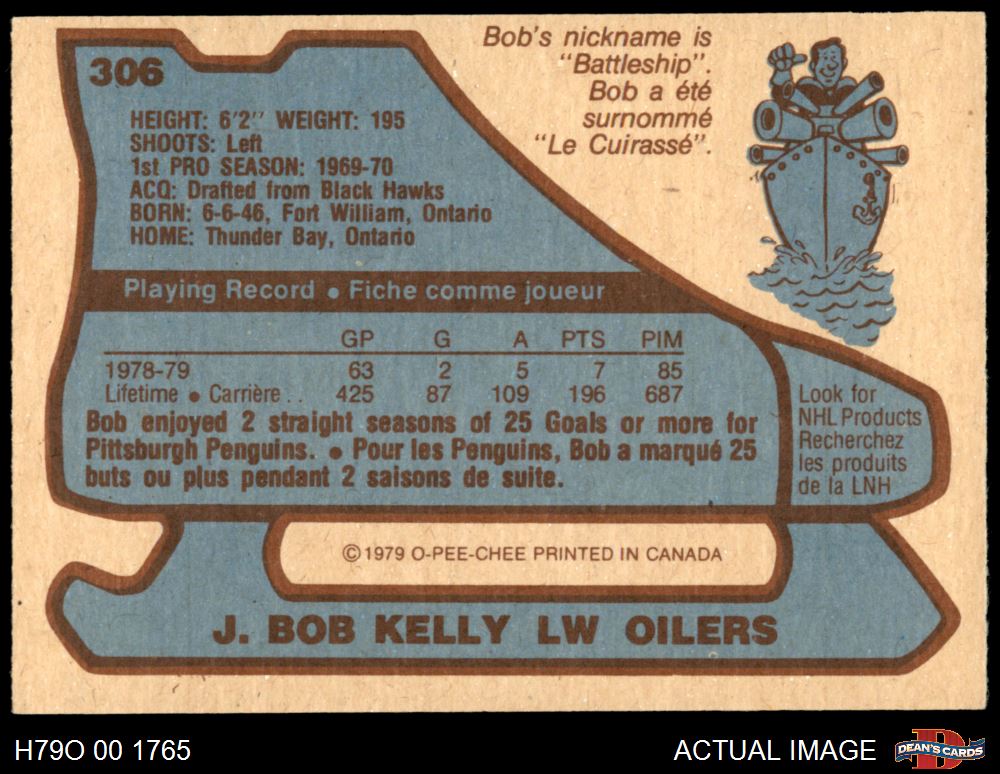 306
Bob's nickname is
"Battleship".
Bob a été
surnommé
"Le Cuirassé".
HEIGHT: 6'2" WEIGHT: 195
SHOOTS: Left
1st PRO SEASON: 1969-70
ACQ: Drafted from Black Hawks
BORN: 6-6-46, Fort William, Ontario
HOME: Thunder Bay, Ontario
Playing Record • Fiche comme joueur
GP G A PTS PIM
1978-79 63 2 5 7 85
Lifetime • Carrière . . 425 87 109 196 687
Bob enjoyed 2 straight seasons of 25 Goals or more for
Pittsburgh Penguins. • Pour les Penguins, Bob a marqué 25
buts ou plus pendant 2 saisons de suite.
Look for
NHL Products
Recherchez
les produits
de la LNH
© 1979 O-PEE-CHEE PRINTED IN CANADA
J. BOB KELLY LW OILERS
H79O 00 1765
ACTUAL IMAGE
D
DEAN'S CARDS